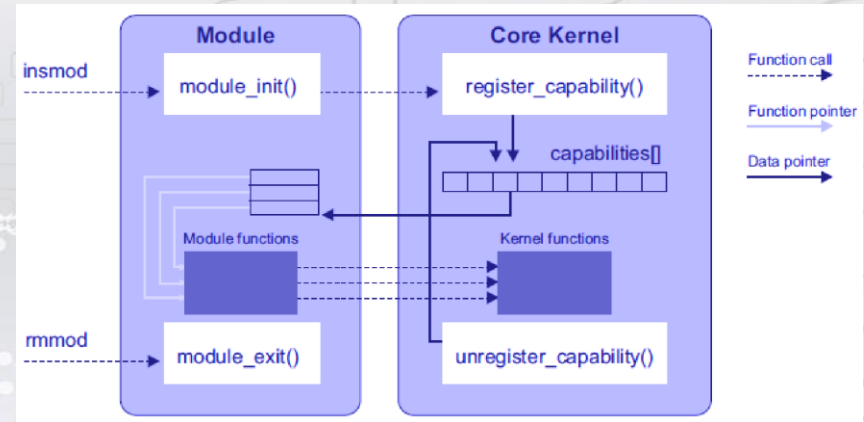 Module
Core Kernel
insmod
module_init()
register_capability()
Function call
Function pointer
Data pointer
capabilities[]
Module functions
Kernel functions
rmmod
module_exit()
unregister_capability()